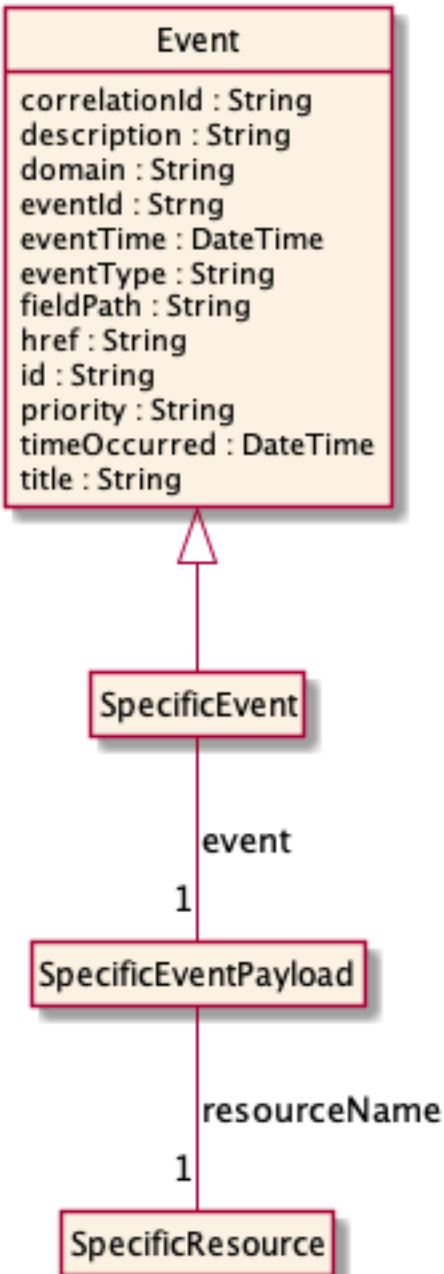 Event
correlationId : String
description : String
domain : String
eventId : Strng
eventTime : DateTime
eventType : String
fieldPath : String
href : String
id : String
priority : String
timeOccurred : DateTime
title : String
SpecificEvent
event
1
SpecificEventPayload
resourceName
1
SpecificResource